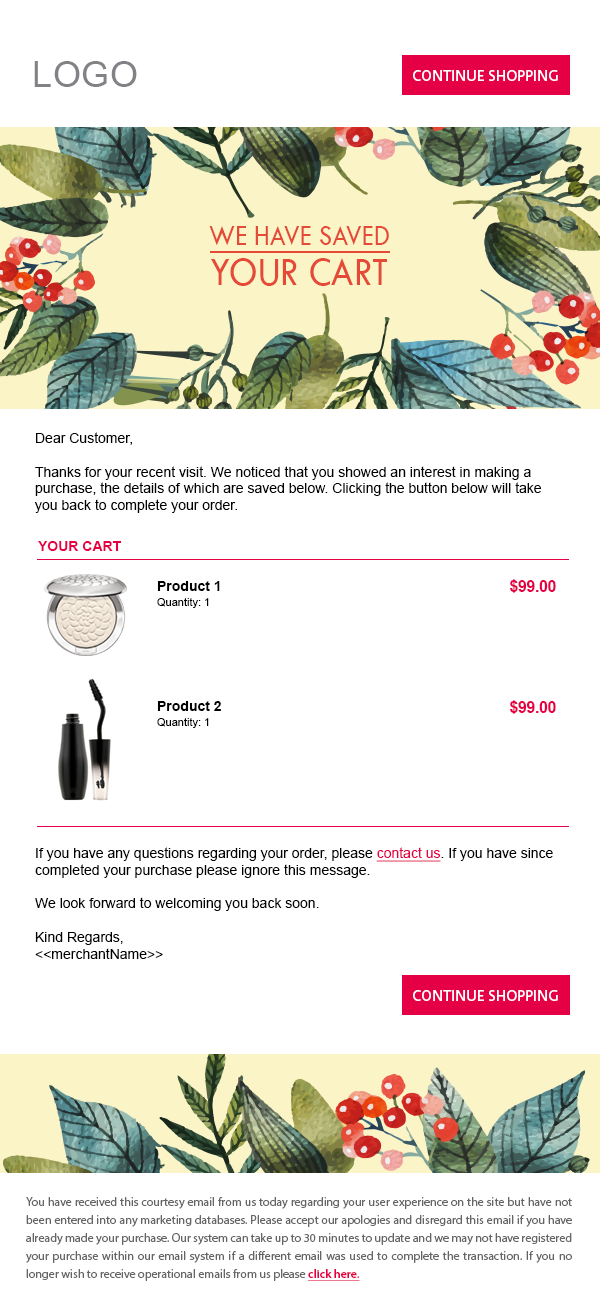 LOGO
CONTINUE SHOPPING
WE HAVE SAVED
YOUR CART
Dear Customer,
Thanks for your recent visit. We noticed that you showed an interest in making a
purchase, the details of which are saved below. Clicking the button below will take
you back to complete your order.
YOUR CART
Product 1
$99.00
Quantity: 1
Product 2
$99.00
Quantity: 1
If you have any questions regarding your order, please contact us. If you have since
completed your purchase please ignore this message.
We look forward to welcoming you back soon.
Kind Regards,
<<merchantName>>
CONTINUE SHOPPING
You have received this courtesy email from us today regarding your user experience on the site but have not
been entered into any marketing databases. Please accept our apologies and disregard this email if you have
already made your purchase. Our system can take up to 30 minutes to update and we may not have registered
your purchase within our email system if a different email was used to complete the transaction. If you no
longer wish to receive operational emails from us please click here.